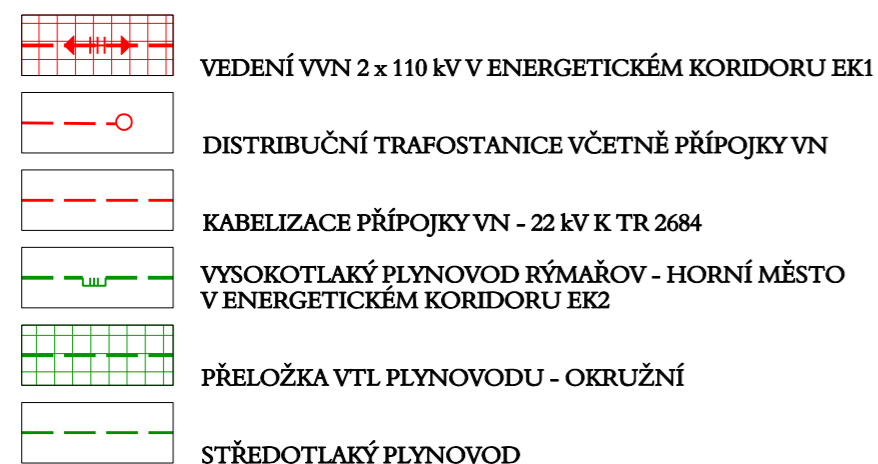 VEDENÍ VVN 2 x 110 kV V ENERGETICKÉM KORIDORU EK1
DISTRIBUČNÍ TRAFOSTANICE VČETNĚ PŘÍPOJKY VN
KABELIZACE PŘÍPOJKY VN - 22 kV K TR 2684
VYSOKOTLAKÝ PLYNOVOD RÝMAŘOV - HORNÍ MĚSTO
V ENERGETICKÉM KORIDORU EK2
PŘELOŽKA VTL PLYNOVODU - OKRUŽNÍ
STŘEDOTLAKÝ PLYNOVOD